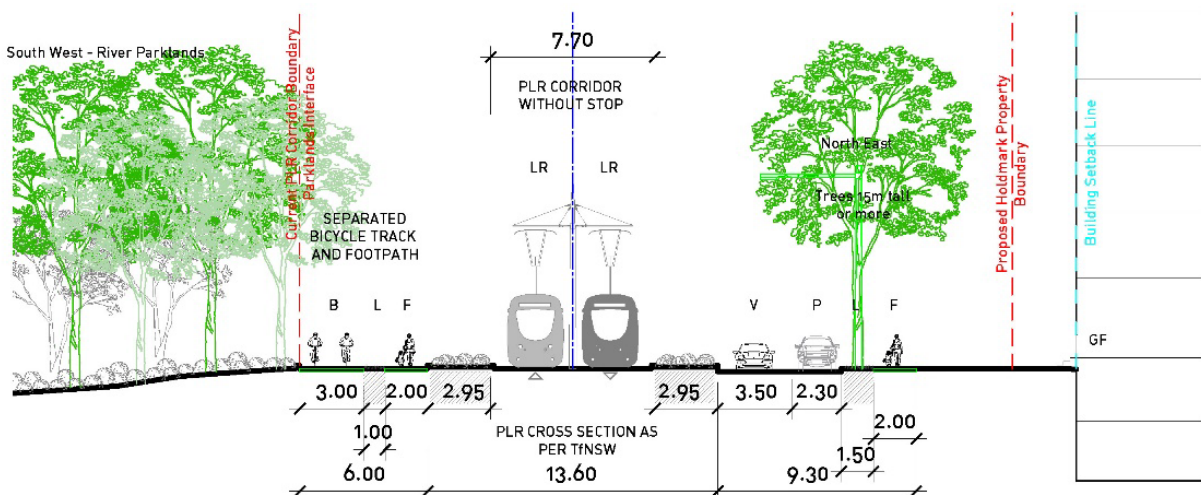 7.70
South West - River Parklands
Current PLR Corridor Boundary
Parklands Interface
PLR CORRIDOR
WITHOUT STOP
North East
Trees 15m tall
or more
Proposed Holdmark Property
Boundary
Building Setback Line
LR
LR
SEPARATED
BICYCLE TRACK
AND FOOTPATH
B
L
F
V
P
L
F
GF
3.00
2.00
2.95
2.95
3.50
2.30
1.00
PLR CROSS SECTION AS
PER TfNSW
2.00
1.50
6.00
13.60
9.30